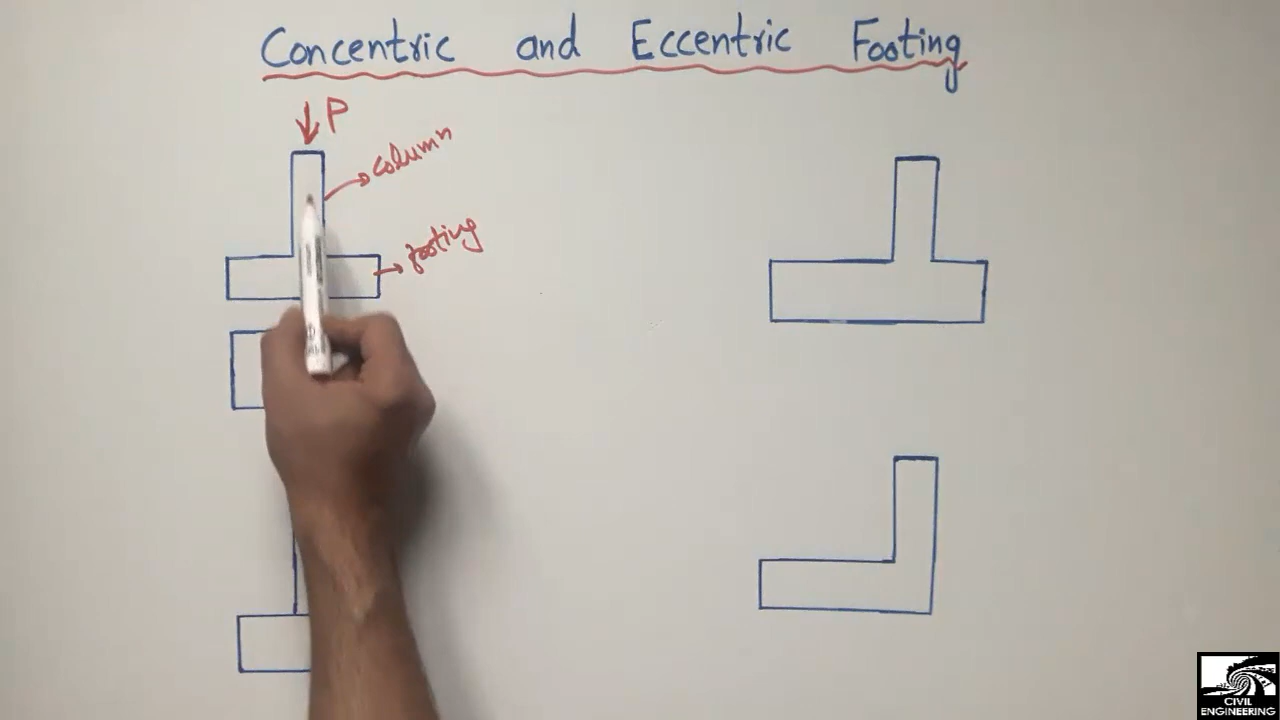 Concentric and Eccentric Footing
P
column
footing
CIVIL
ENGINEERING